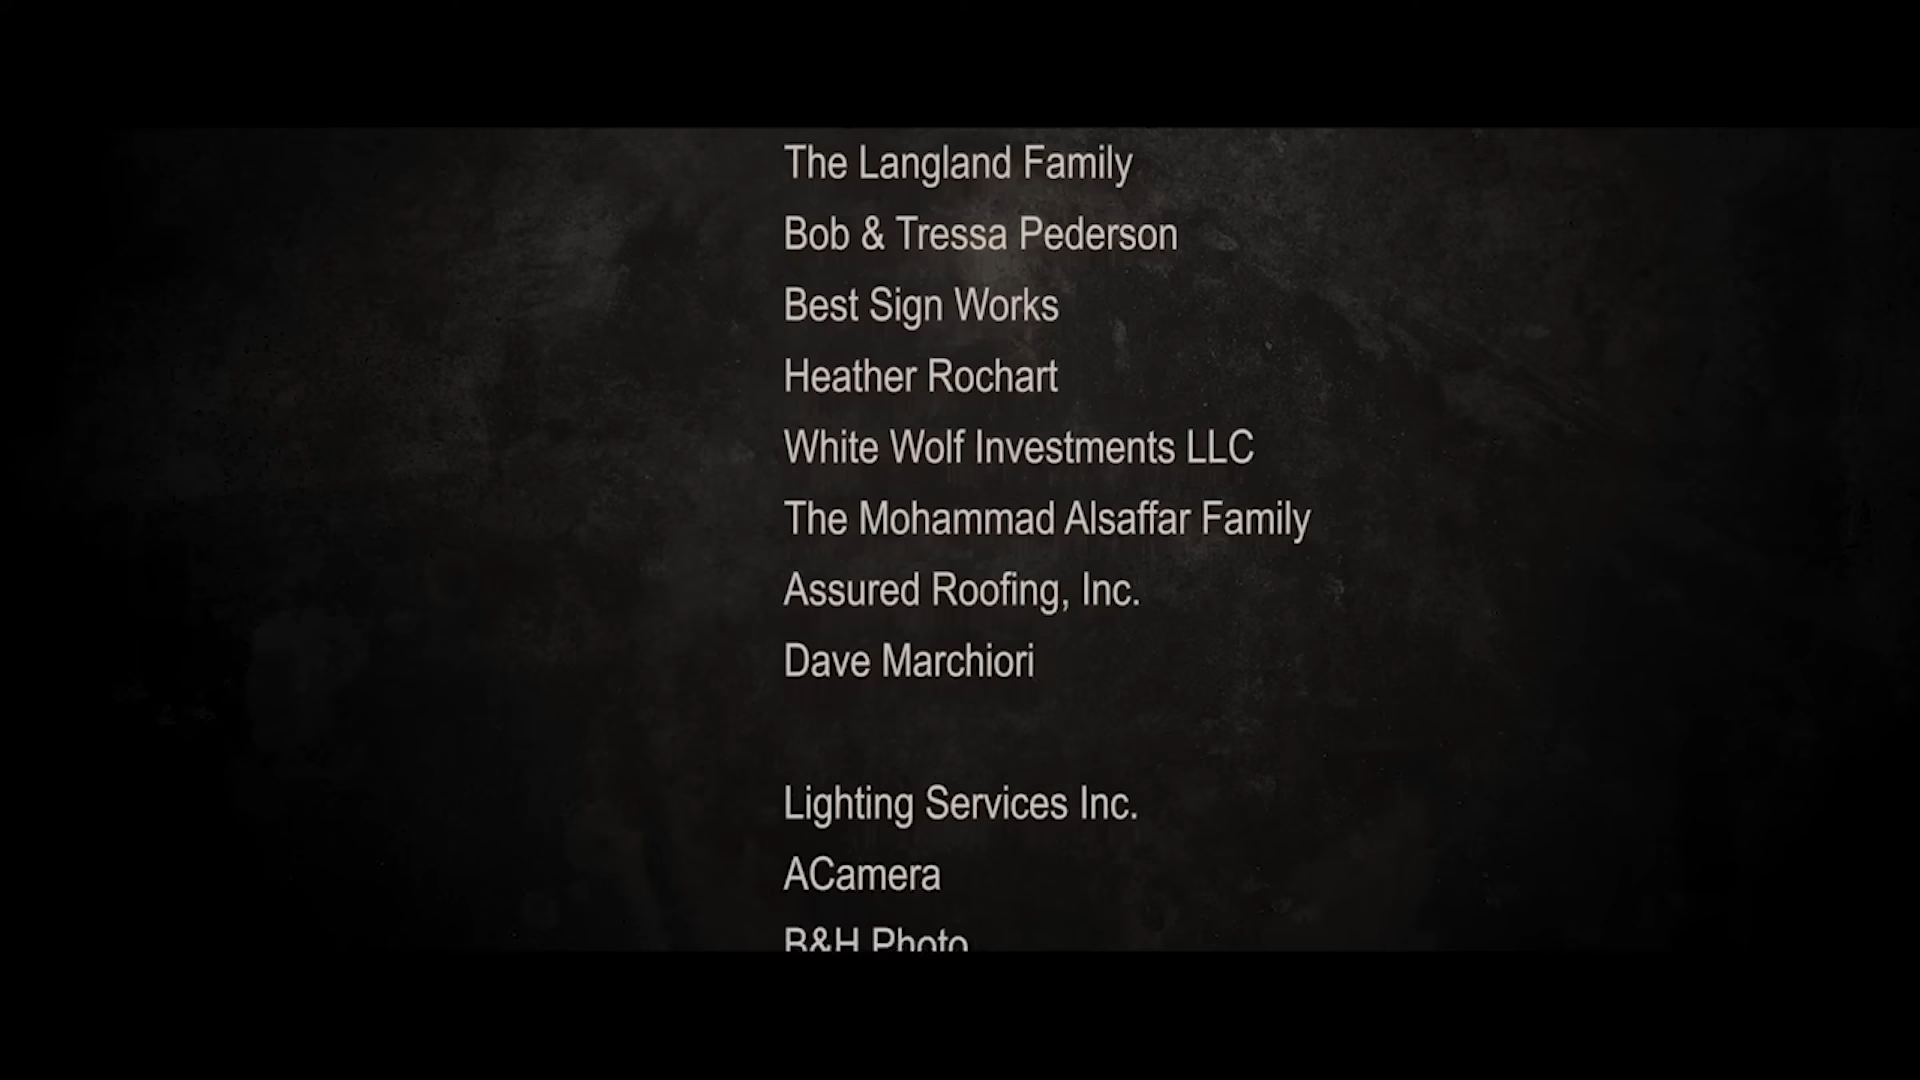 The Langland Family
Bob & Tressa Pederson
Best Sign Works
Heather Rochart
White Wolf Investments LLC
The Mohammad Alsaffar Family
Assured Roofing, Inc.
Dave Marchiori
Lighting Services Inc.
ACamera
B&H Photo